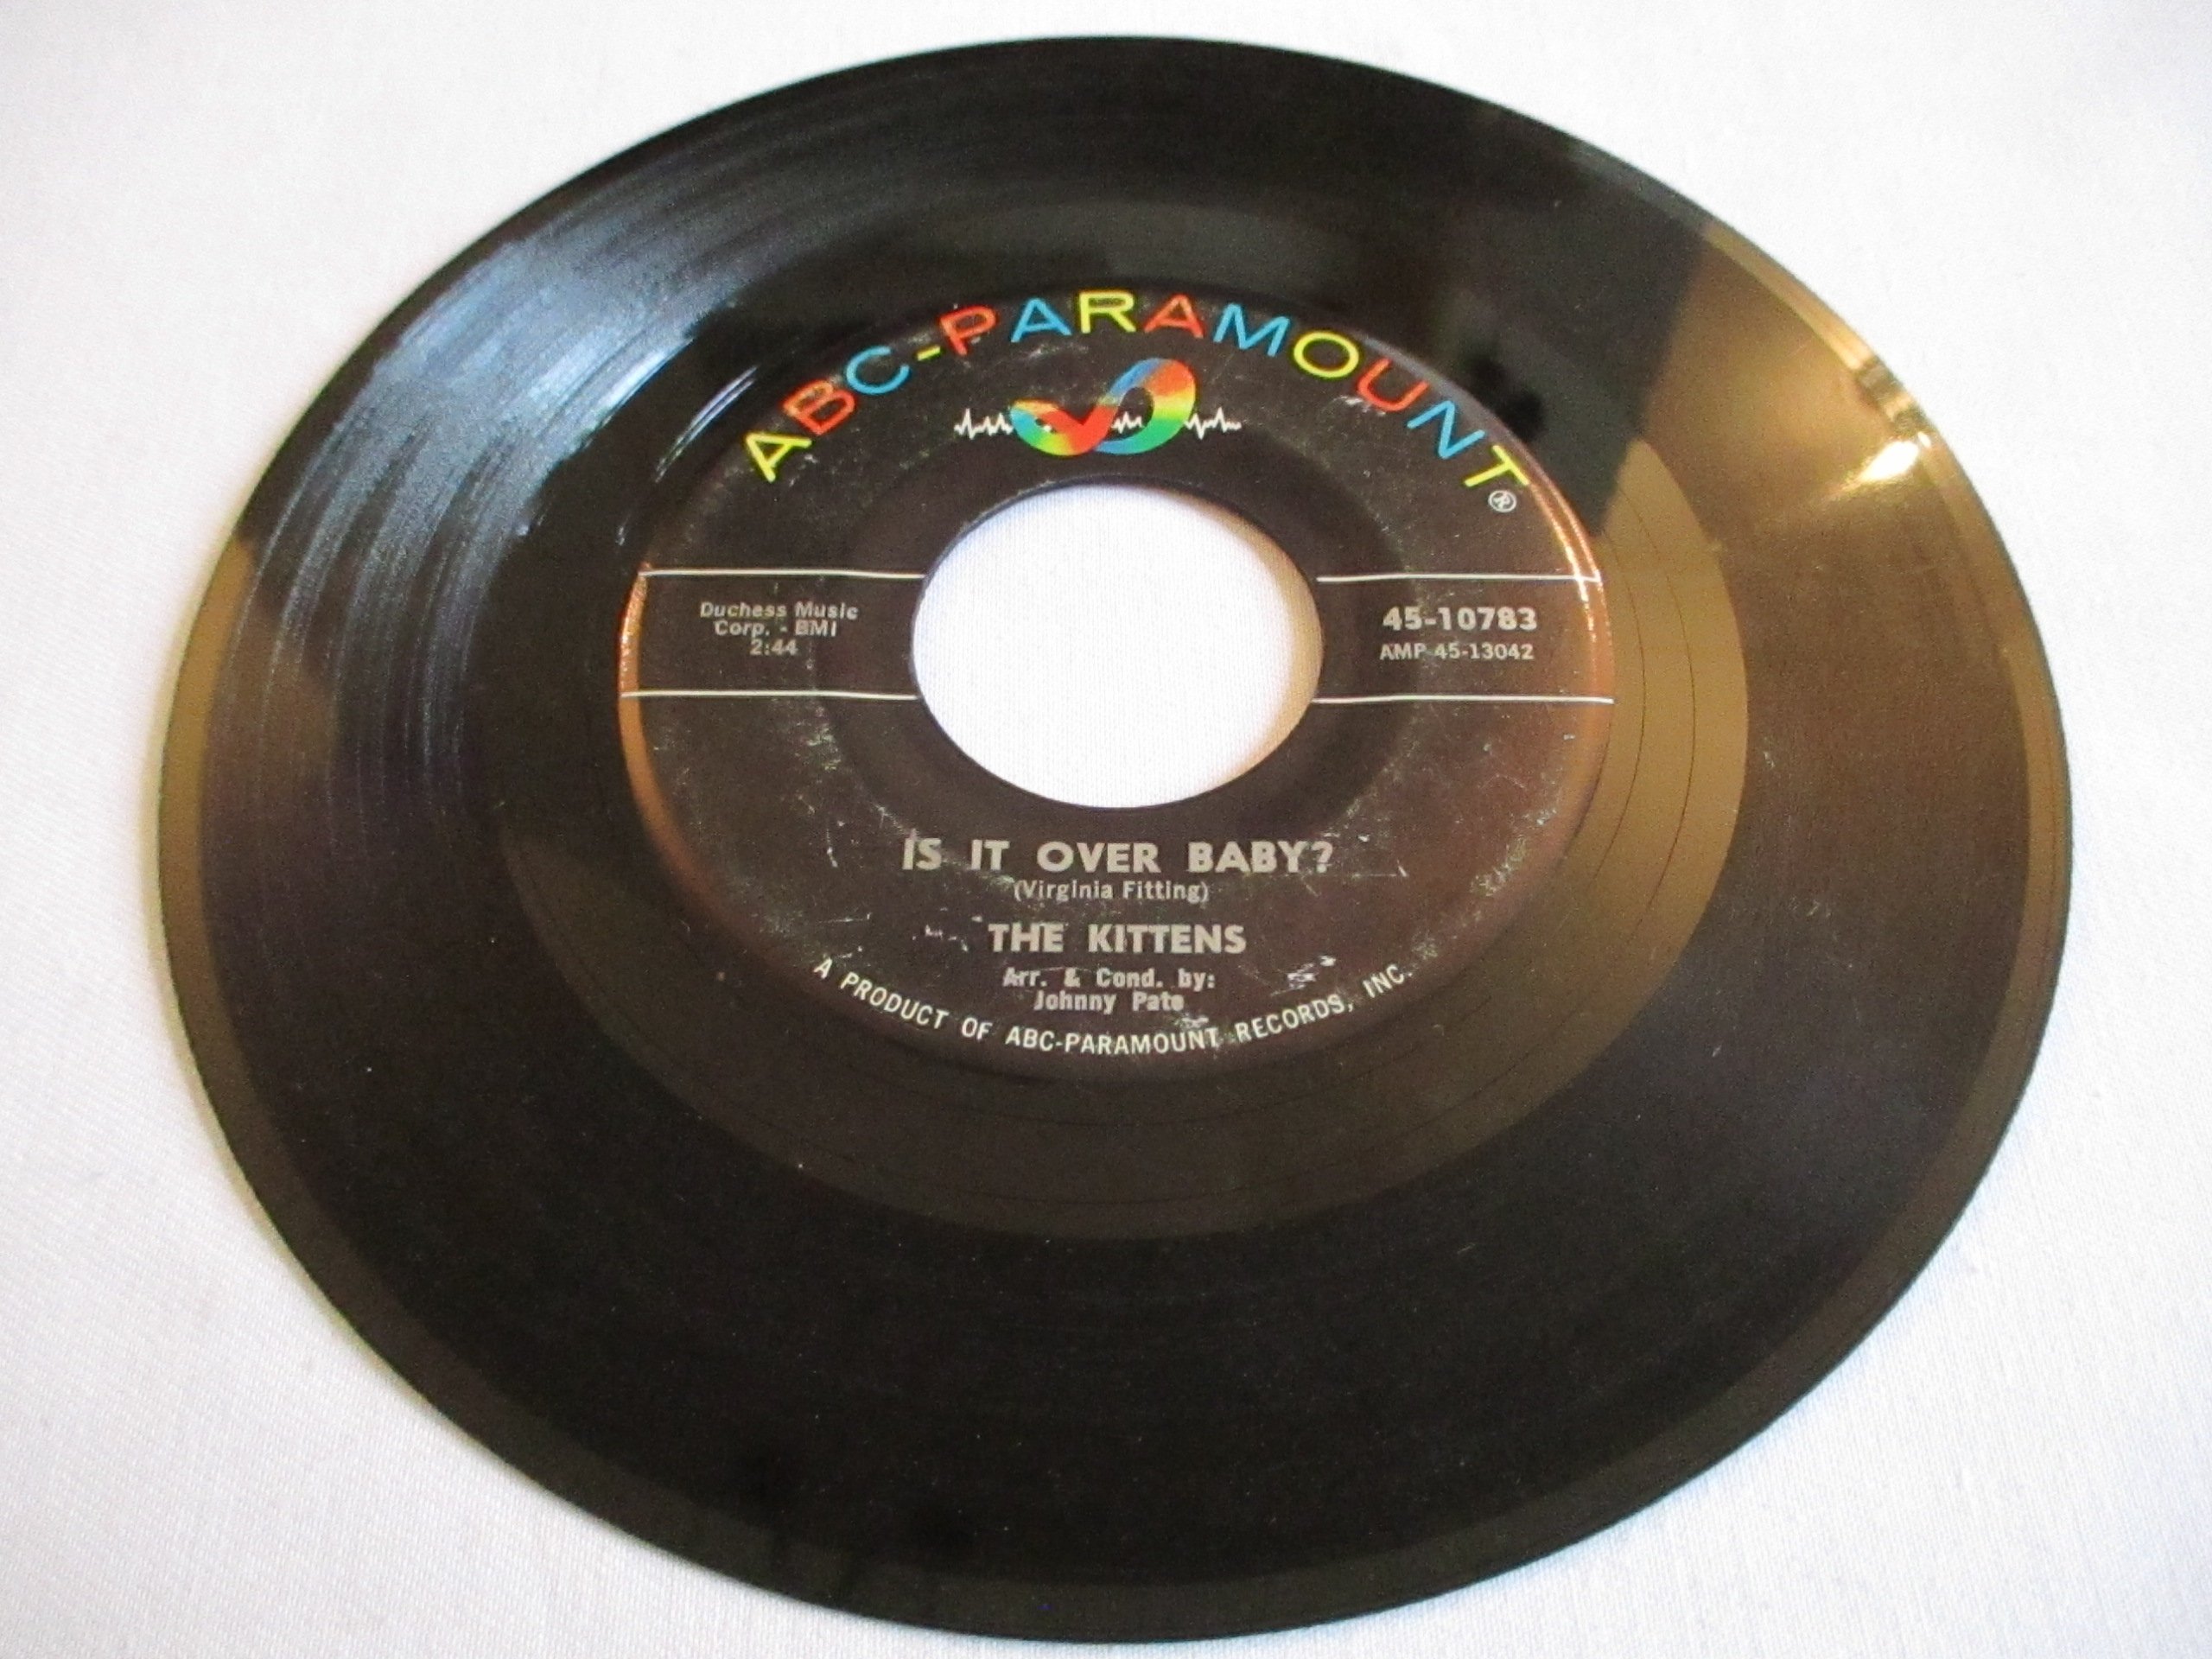 ABC-PARAMOUNT®
Duchess Music
Corp. - BMI
2:44
45-10783
AMP 45-13042
IS IT OVER BABY?
(Virginia Fitting)
THE KITTENS
Arr. & Cond. by:
Johnny Pate
A PRODUCT OF ABC-PARAMOUNT RECORDS, INC.